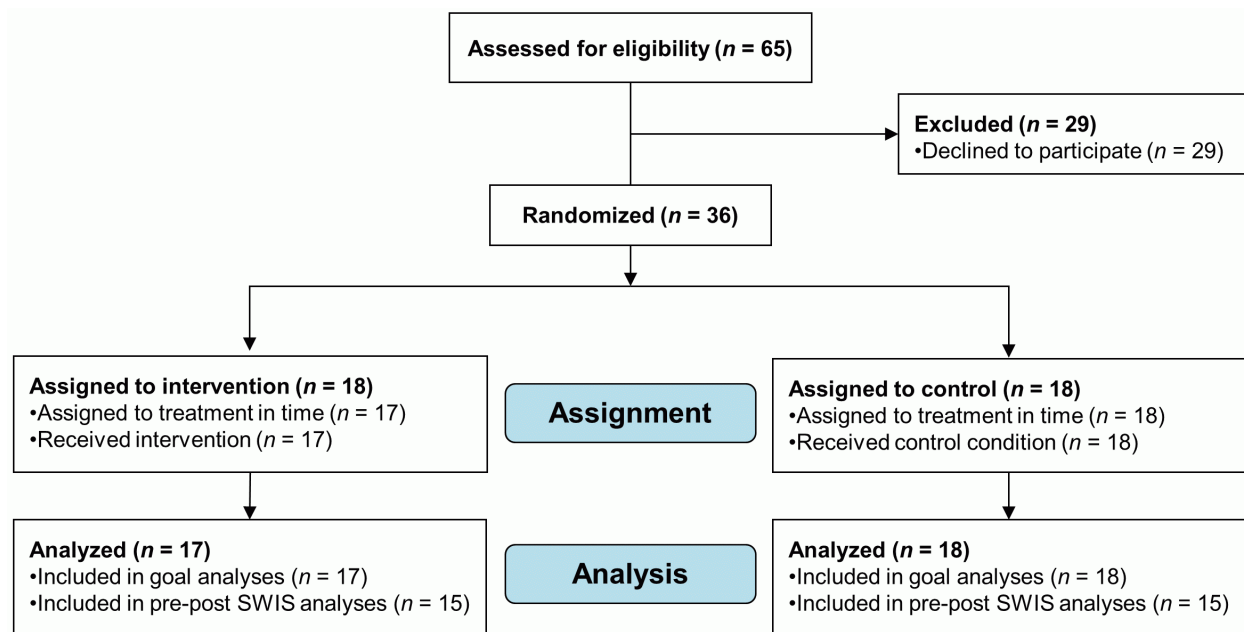 Assessed for eligibility (n = 65)
Excluded (n = 29)
•Declined to participate (n = 29)
Randomized (n = 36)
Assigned to intervention (n = 18)
•Assigned to treatment in time (n = 17)
•Received intervention (n = 17)
Assignment
Assigned to control (n = 18)
•Assigned to treatment in time (n = 18)
•Received control condition (n = 18)
Analyzed (n = 17)
•Included in goal analyses (n = 17)
•Included in pre-post SWIS analyses (n = 15)
Analysis
Analyzed (n = 18)
•Included in goal analyses (n = 18)
•Included in pre-post SWIS analyses (n = 15)